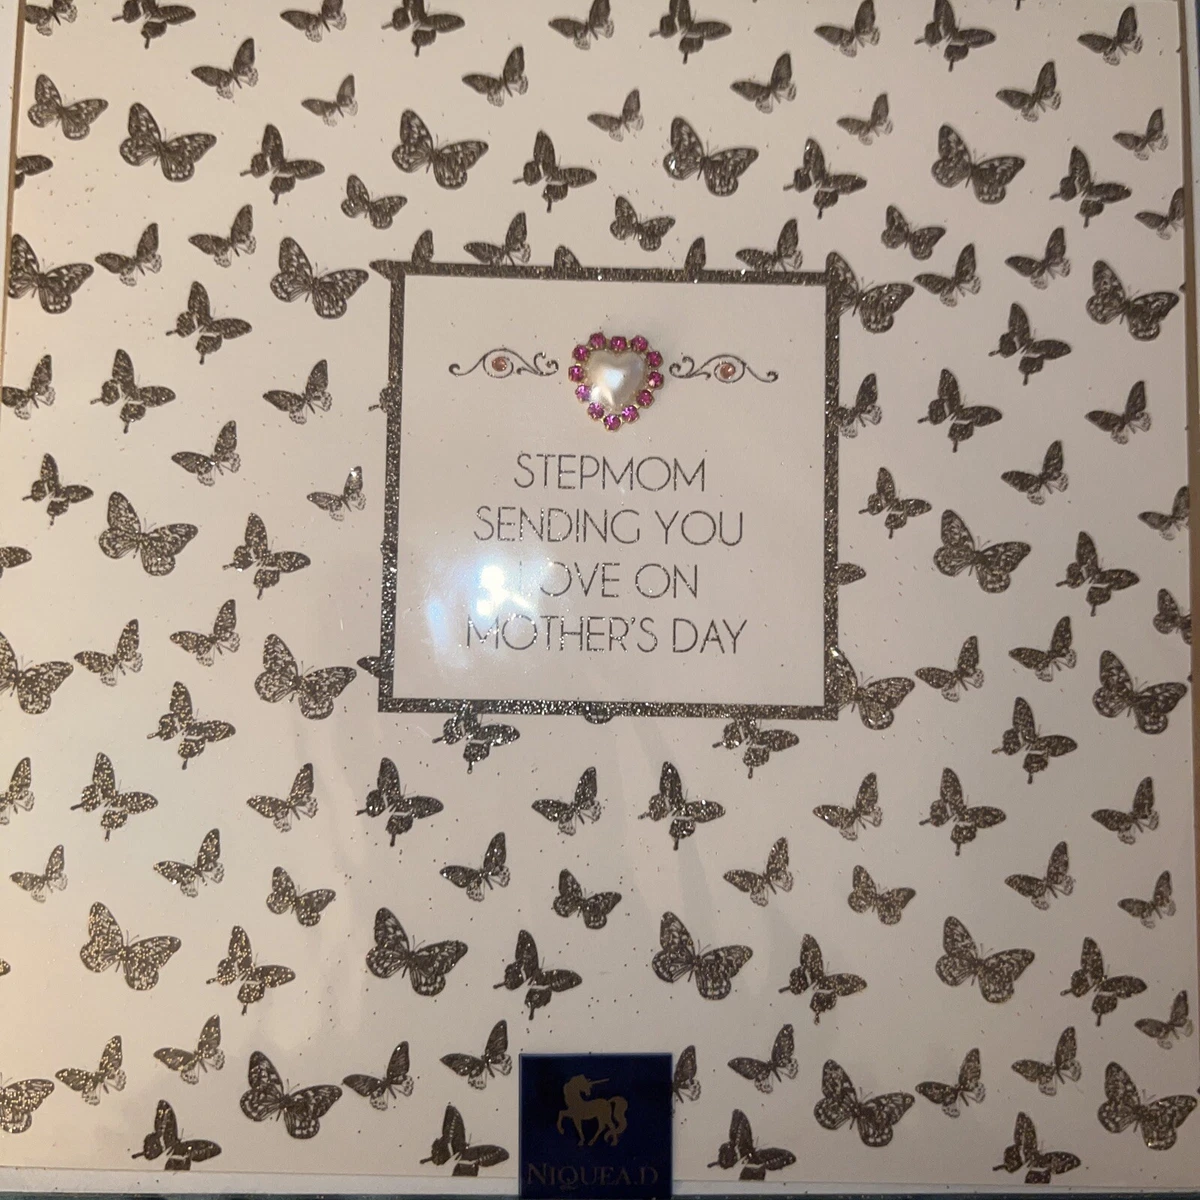 STEPMOM
SENDING YOU
LOVE ON
MOTHER'S DAY
NIQUEA.D